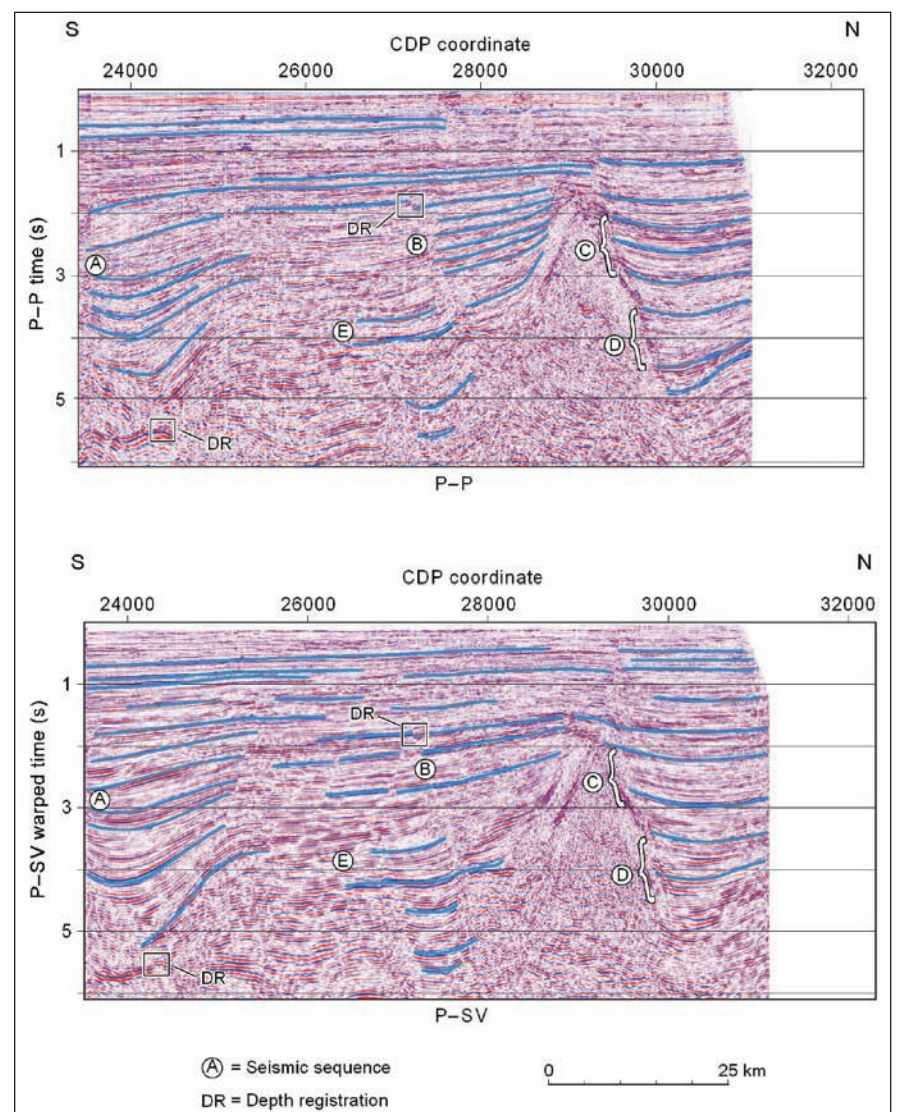 S N
CDP coordinate
24000 26000 28000 30000 32000
1
P–P time (s)
DR
B
C
A
3
E
D
5
DR
P–P
S N
CDP coordinate
24000 26000 28000 30000 32000
1
P–SV warped time (s)
DR
B
C
A
3
E
D
5
DR
P–SV
A = Seismic sequence
0 25 km
DR = Depth registration